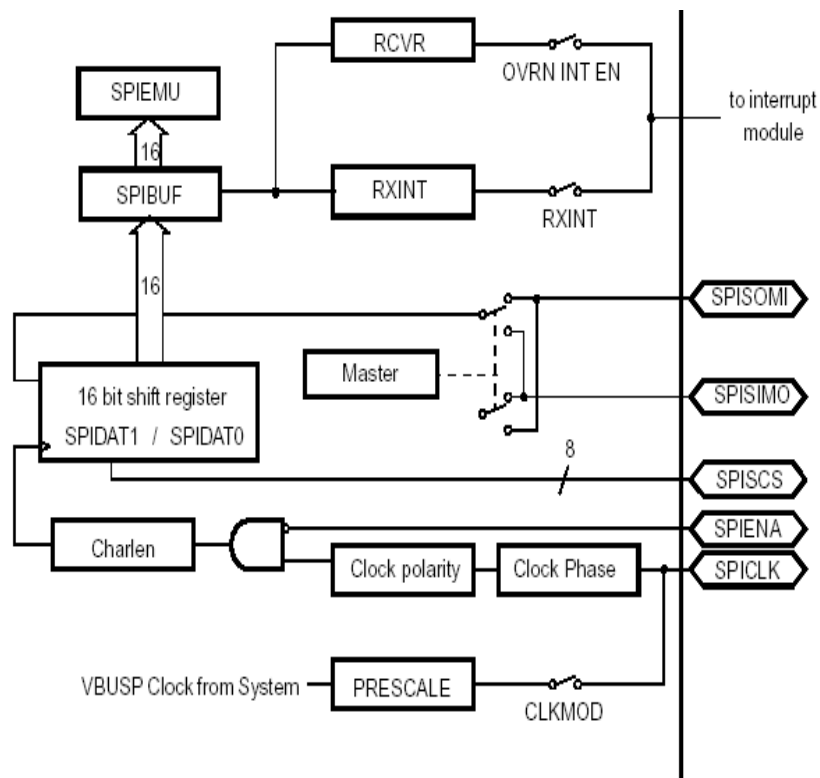 RCVR
OVRN INT EN
to interrupt
module
SPIEMU
16
SPIBUF
RXINT
RXINT
16
SPISOMI
Master
SPISIMO
16 bit shift register
SPIDAT1 / SPIDAT0
8
SPISCS
SPIENA
Charlen
Clock polarity
Clock Phase
SPICLK
VBUSP Clock from System
PRESCALE
CLKMOD